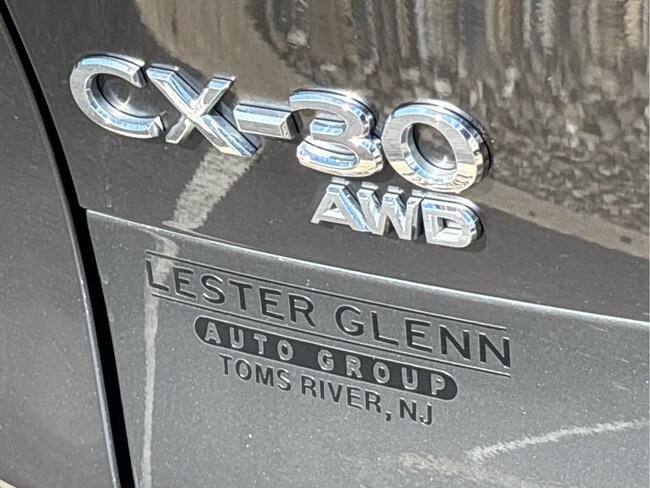 CX-30
AWD
LESTER GLENN
AUTO GROUP
TOMS RIVER, NJ